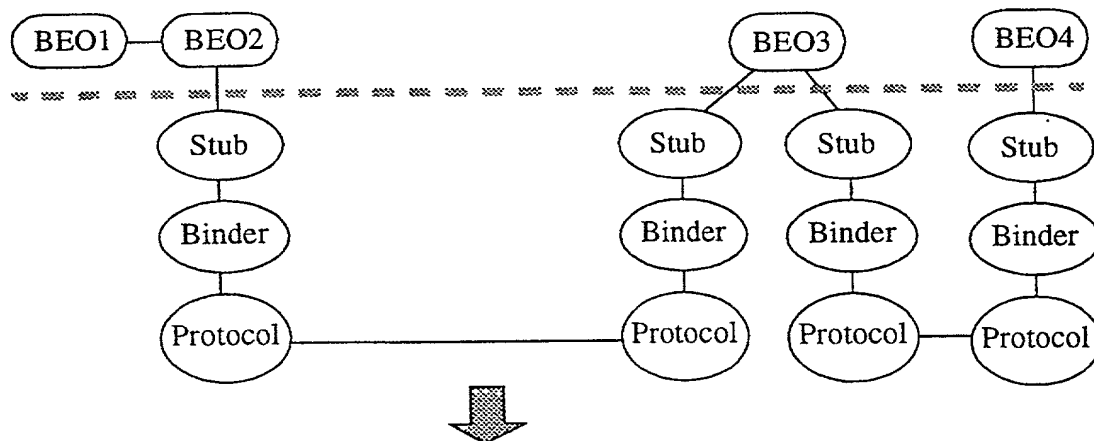 BEO1 BEO2 BEO3 BEO4
Stub Stub Stub Stub
Binder Binder Binder Binder
Protocol Protocol Protocol Protocol